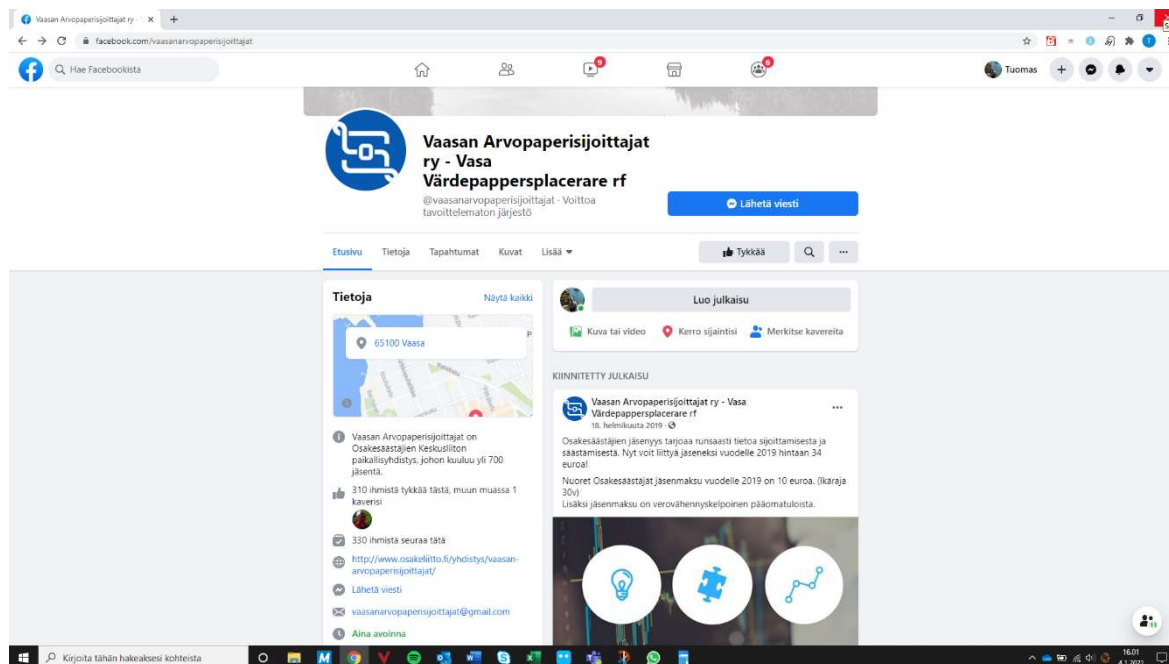 Vaasan Arvopaperisijoittajat ry -
facebook.com/vaasanarvopaperisijoittajat
Hae Facebookista
9
6
Tuomas
Vaasan Arvopaperisijoittajat
ry - Vasa
Värdepappersplacerare rf
@vaasanarvopaperisijoittajat · Voittoa
tavoittelematon järjestö
Lähetä viesti
Etusivu Tietoja Tapahtumat Kuvat Lisää
Tykkää
Tietoja
Näytä kaikki
65100 Vaasa
Vaasan Arvopaperisijoittajat on
Osakesäästäjien Keskusliiton
paikallisyhdistys, johon kuuluu yli 700
jäsentä.
310 ihmistä tykkää tästä, muun muassa 1
kaverisi
330 ihmistä seuraa tätä
http://www.osakeliitto.fi/yhdistys/vaasan-
arvopaperisijoittajat/
Lähetä viesti
vaasanarvopaperisijoittajat@gmail.com
Aina avoinna
Luo julkaisu
Kuva tai video Kerro sijaintisi Merkitse kavereita
KIINNITETTY JULKAISU
Vaasan Arvopaperisijoittajat ry - Vasa
Värdepappersplacerare rf
18. helmikuuta 2019 ·
Osakesäästäjien jäsenyys tarjoaa runsaasti tietoa sijoittamisesta ja
säästämisestä. Nyt voit liittyä jäseneksi vuodelle 2019 hintaan 34
euroa!
Nuoret Osakesäästäjät jäsenmaksu vuodelle 2019 on 10 euroa. (Ikäraja
30v)
Lisäksi jäsenmaksu on verovähennyskelpoinen pääomatuloista.
Kirjoita tähän hakeaksesi kohteista
16.01
4.1.2021